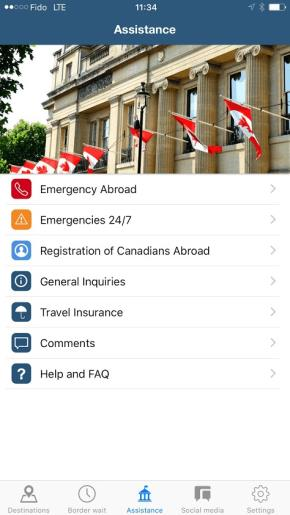 Fido LTE 11:34
Assistance
Emergency Abroad
Emergencies 24/7
Registration of Canadians Abroad
General Inquiries
Travel Insurance
Comments
? Help and FAQ
Destinations Border wait Assistance Social media Settings